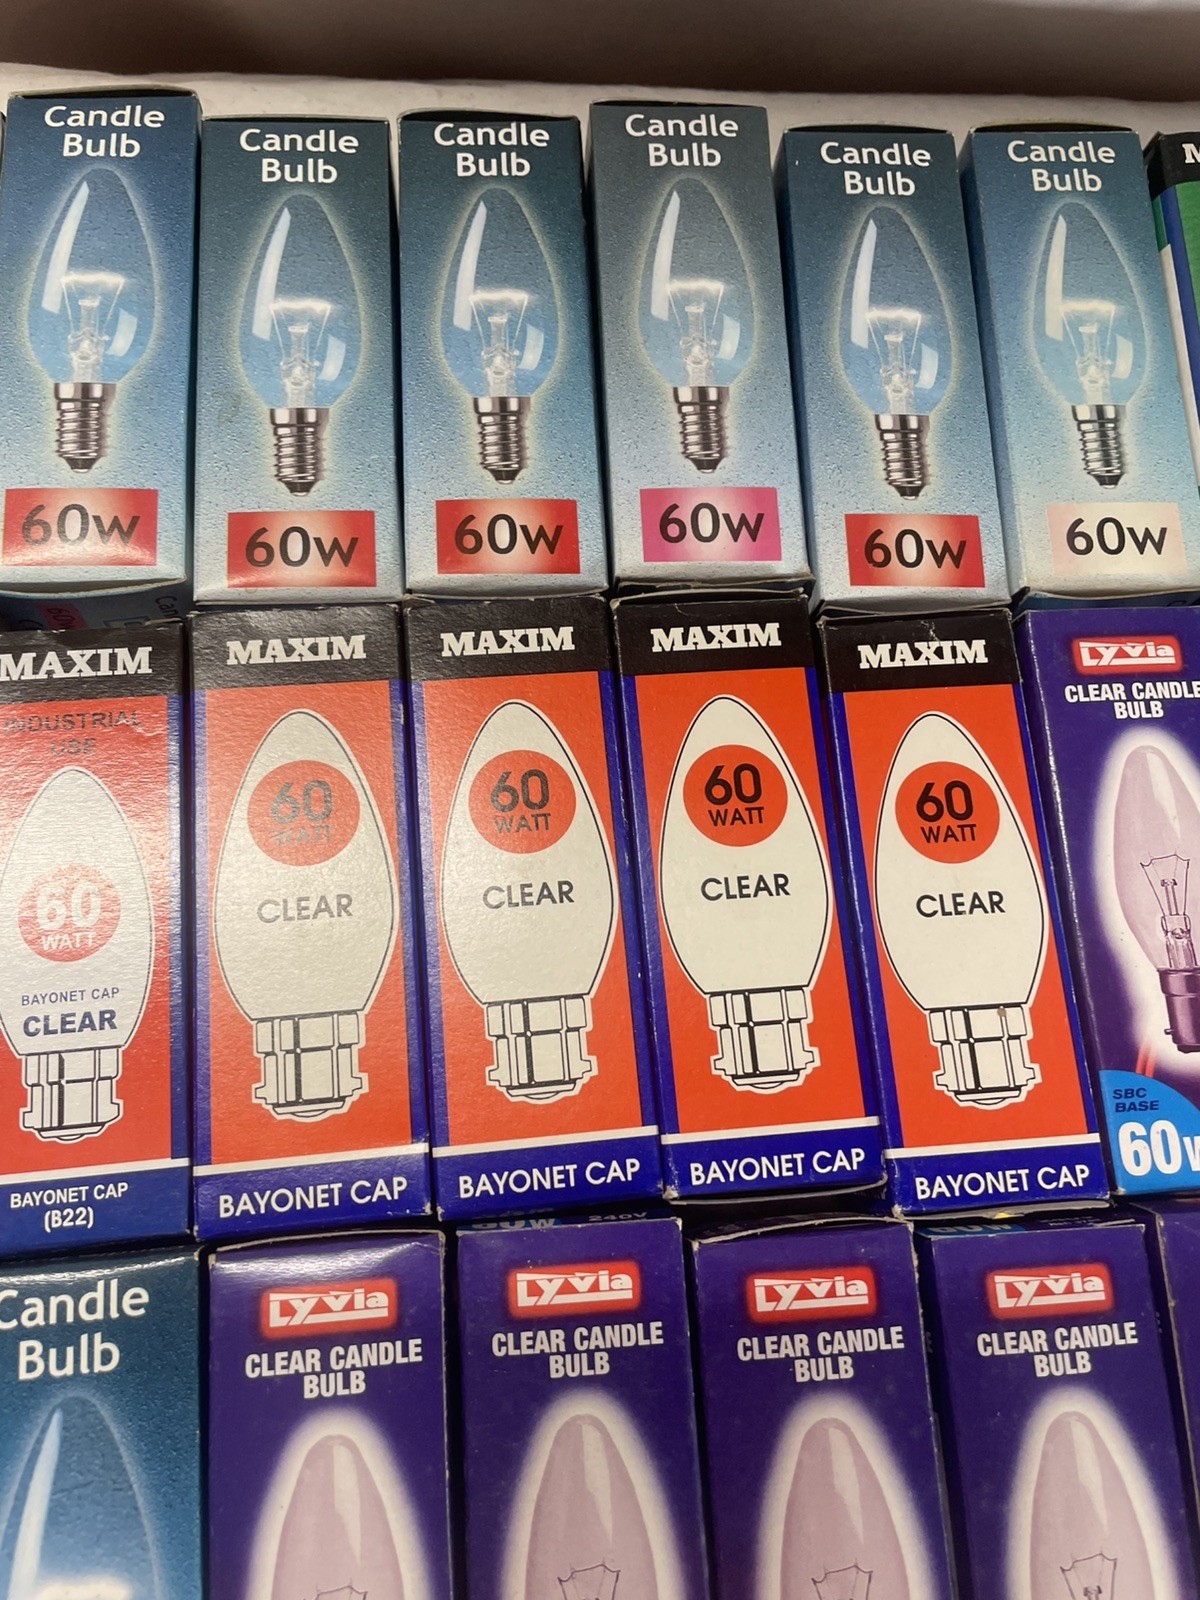 Candle
Bulb
60w
Candle
Bulb
60w
Candle
Bulb
60w
Candle
Bulb
60w
Candle
Bulb
60w
Candle
Bulb
60w
M
MAXIM
INDUSTRIAL
USE
60
WATT
BAYONET CAP
CLEAR
BAYONET CAP
(B22)
MAXIM
60
WATT
CLEAR
BAYONET CAP
MAXIM
60
WATT
CLEAR
BAYONET CAP
MAXIM
60
WATT
CLEAR
BAYONET CAP
MAXIM
60
WATT
CLEAR
BAYONET CAP
Lyvia
CLEAR CANDLE
BULB
SBC
BASE
60w
Candle
Bulb
Lyvia
CLEAR CANDLE
BULB
240V
Lyvia
CLEAR CANDLE
BULB
Lyvia
CLEAR CANDLE
BULB
Lyvia
CLEAR CANDLE
BULB